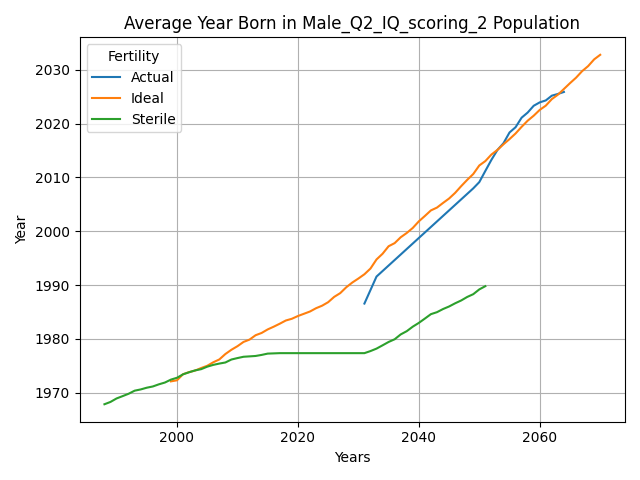 Average Year Born in Male_Q2_IQ_scoring_2 Population
Fertility
Actual
Ideal
Sterile
2030
2020
2010
2000
1990
1980
1970
Year
2000 2020 2040 2060
Years